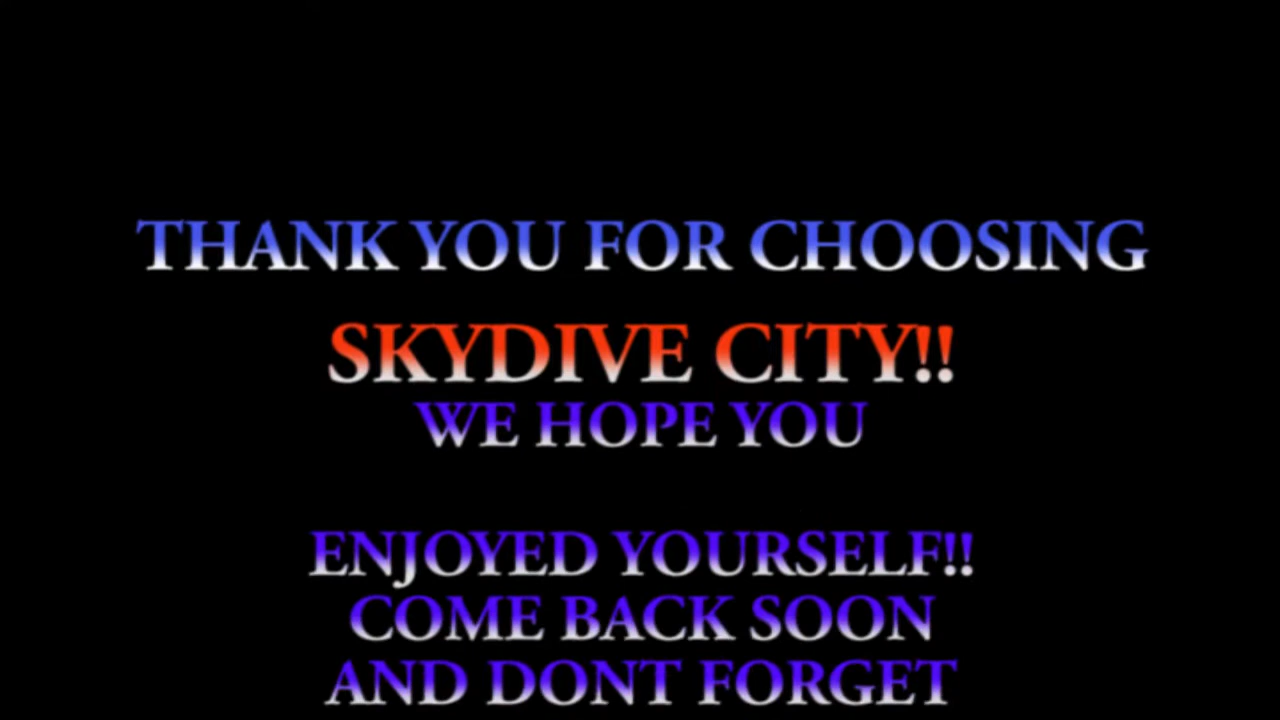 THANK YOU FOR CHOOSING
SKYDIVE CITY!!
WE HOPE YOU
ENJOYED YOURSELF!!
COME BACK SOON
AND DONT FORGET